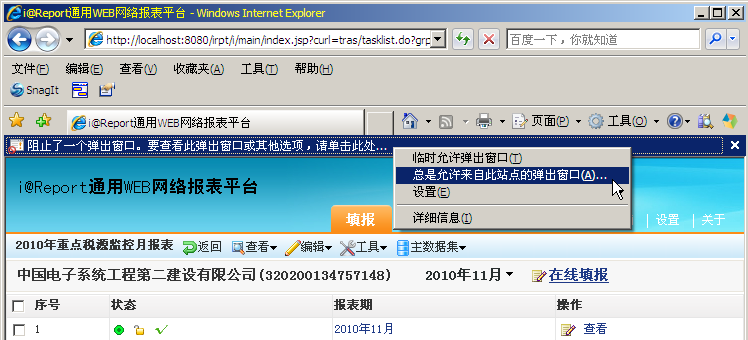 i@Report通用WEB网络报表平台 - Windows Internet Explorer
http://localhost:8080/irpt/i/main/index.jsp?curl=tras/tasklist.do?grp
百度一下，你就知道
文件(F) 编辑(E) 查看(V) 收藏夹(A) 工具(T) 帮助(H)
SnagIt
i@Report通用WEB网络报表平台
页面(P) 工具(O)
阻止了一个弹出窗口。要查看此弹出窗口或其他选项，请单击此处...
临时允许弹出窗口(T)
总是允许来自此站点的弹出窗口(A)...
设置(E)
详细信息(I)
i@Report通用WEB网络报表平台
填报
设置 | 关于
2010年重点税源监控月报表 返回 查看 编辑 工具 主数据集
中国电子系统工程第二建设有限公司(320200134757148) 2010年11月 在线填报
序号 状态 报表期 操作
1 2010年11月 查看